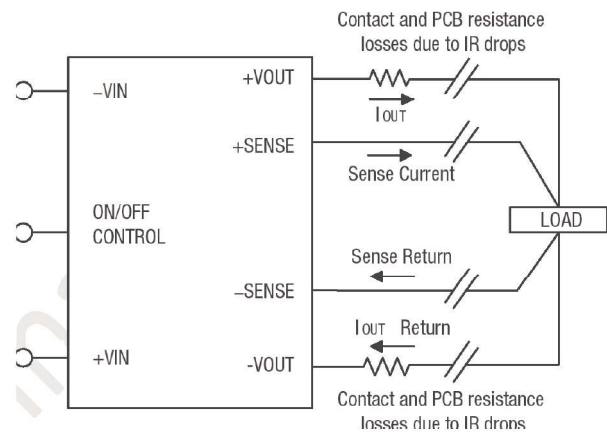 Contact and PCB resistance
losses due to IR drops
+VOUT
−VIN
IOUT
+SENSE
Sense Current
ON/OFF
CONTROL
LOAD
Sense Return
−SENSE
IOUT Return
+VIN
-VOUT
Contact and PCB resistance
losses due to IR drops